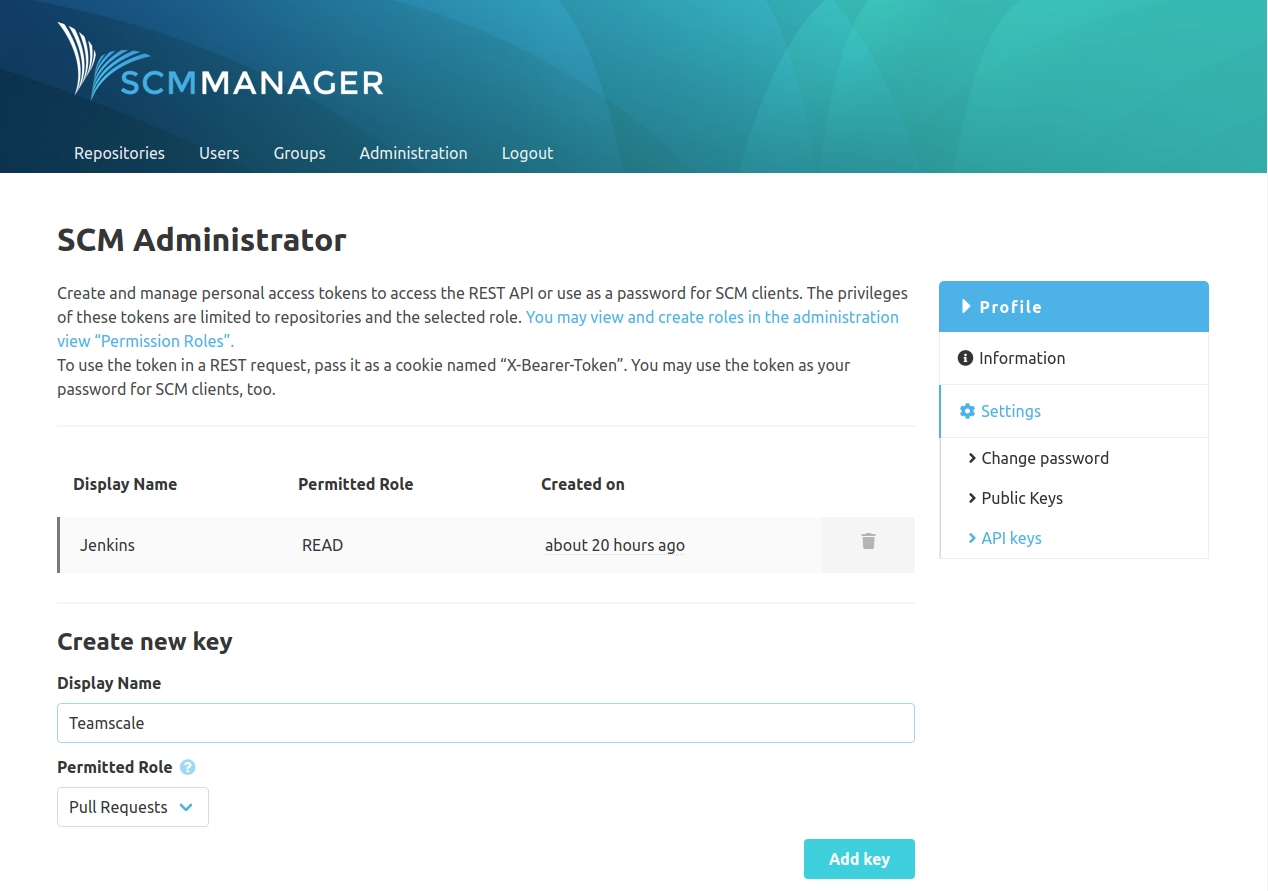 SCMMANAGER
Repositories Users Groups Administration Logout
SCM Administrator
Create and manage personal access tokens to access the REST API or use as a password for SCM clients. The privileges
of these tokens are limited to repositories and the selected role. You may view and create roles in the administration
view “Permission Roles”.
To use the token in a REST request, pass it as a cookie named “X-Bearer-Token”. You may use the token as your
password for SCM clients, too.
Display Name Permitted Role Created on
Jenkins READ about 20 hours ago
Create new key
Display Name
Teamscale
Permitted Role ?
Pull Requests
Add key
Profile
Information
Settings
Change password
Public Keys
API keys